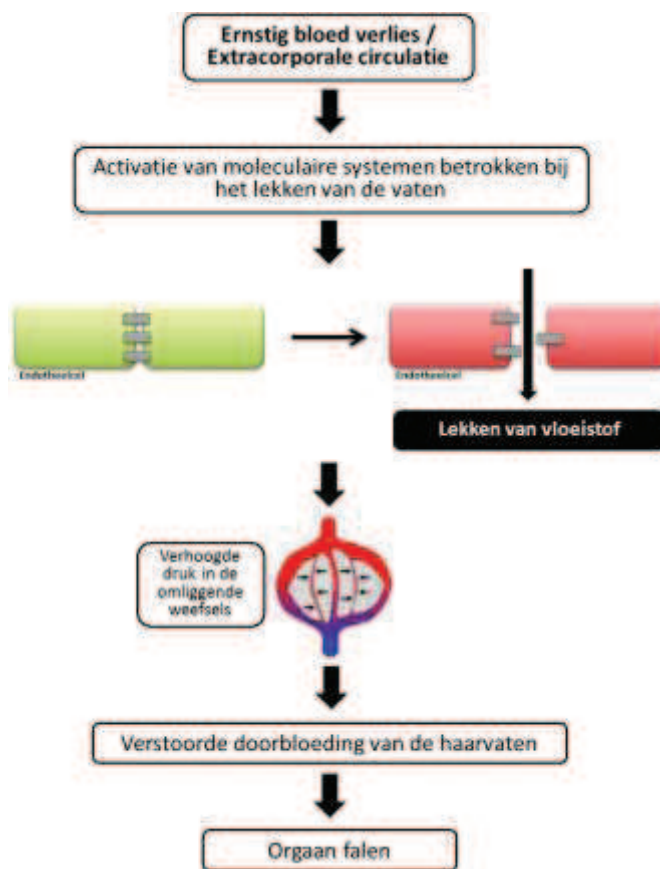 Ernstig bloed verlies /
Extracorporale circulatie
Activatie van moleculaire systemen betrokken bij
het lekken van de vaten
Endotheelcel
Endotheelcel
Lekken van vloeistof
Verhoogde
druk in de
omliggende
weefsels
Verstoorde doorbloeding van de haarvaten
Orgaan falen